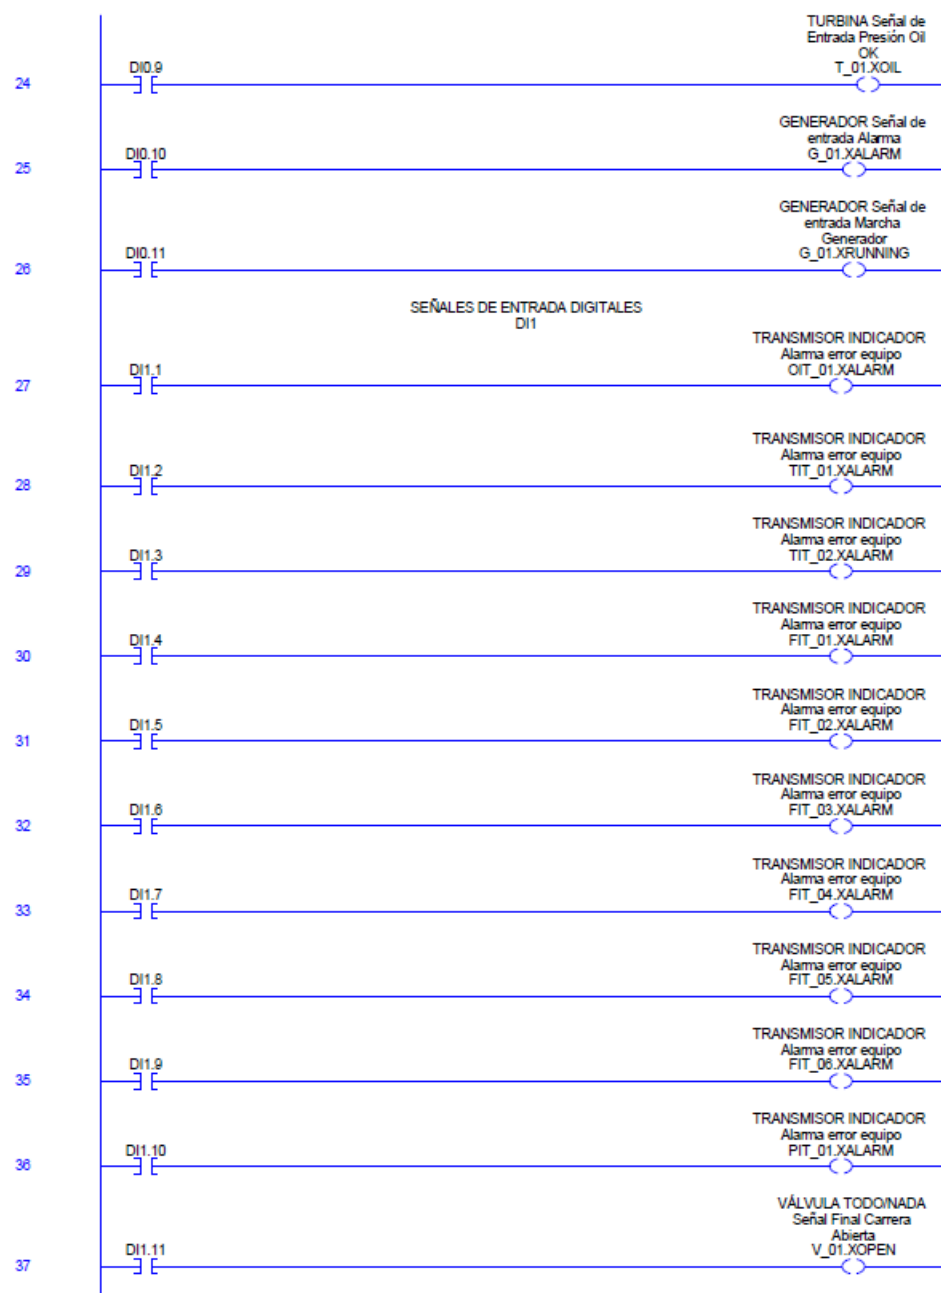 TURBINA Señal de
Entrada Presión Oil
OK
T_01.XOIL
DI0.9
24
GENERADOR Señal de
entrada Alarma
G_01.XALARM
DI0.10
25
GENERADOR Señal de
entrada Marcha
Generador
G_01.XRUNNING
DI0.11
26
SEÑALES DE ENTRADA DIGITALES
DI1
TRANSMISOR INDICADOR
Alarma error equipo
OIT_01.XALARM
DI1.1
27
TRANSMISOR INDICADOR
Alarma error equipo
TIT_01.XALARM
DI1.2
28
TRANSMISOR INDICADOR
Alarma error equipo
TIT_02.XALARM
DI1.3
29
TRANSMISOR INDICADOR
Alarma error equipo
FIT_01.XALARM
DI1.4
30
TRANSMISOR INDICADOR
Alarma error equipo
FIT_02.XALARM
DI1.5
31
TRANSMISOR INDICADOR
Alarma error equipo
FIT_03.XALARM
DI1.6
32
TRANSMISOR INDICADOR
Alarma error equipo
FIT_04.XALARM
DI1.7
33
TRANSMISOR INDICADOR
Alarma error equipo
FIT_05.XALARM
DI1.8
34
TRANSMISOR INDICADOR
Alarma error equipo
FIT_06.XALARM
DI1.9
35
TRANSMISOR INDICADOR
Alarma error equipo
PIT_01.XALARM
DI1.10
36
VÁLVULA TODO/NADA
Señal Final Carrera
Abierta
V_01.XOPEN
DI1.11
37